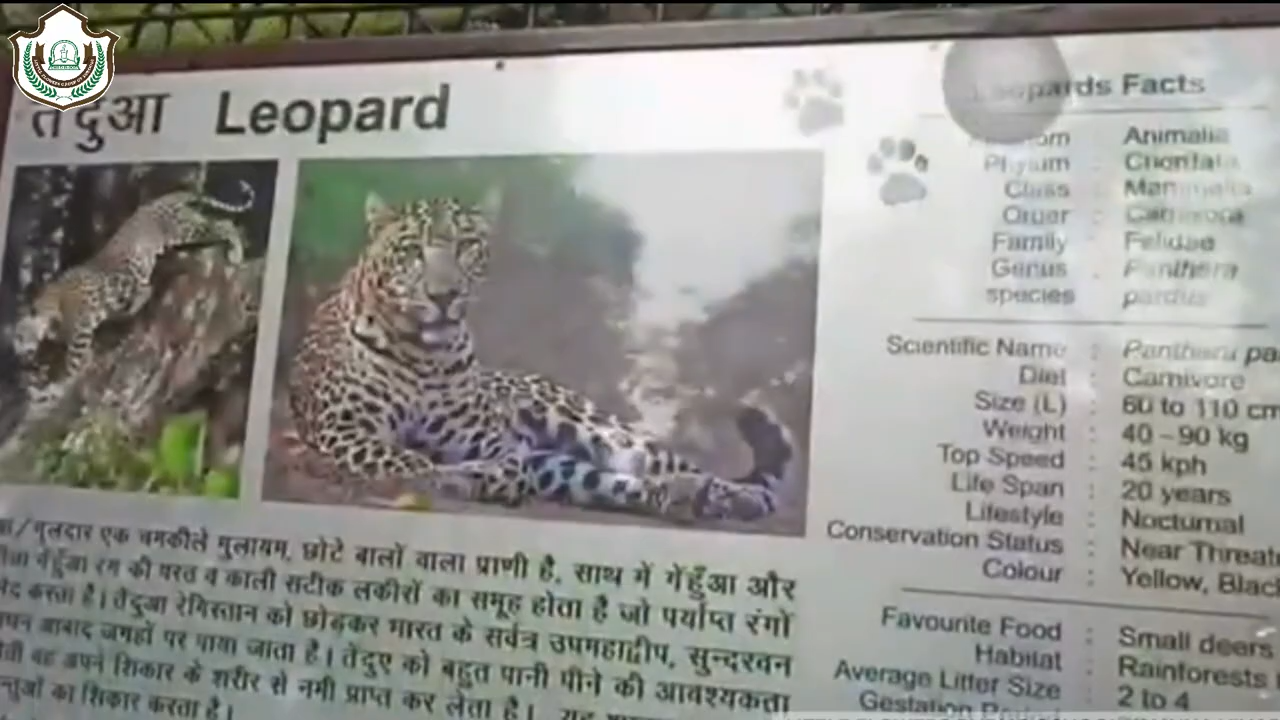 तेंदुआ Leopard
Leopards Facts
Animalia
Phylum : Chordata
Class : Mammalia
Order : Carnivora
Family : Felidae
Genus : Panthera
species pardus
Scientific Name : Panthera
Diet : Carnivore
Size (L) : 60 to 110 cm
Weight : 40 – 90 kg
Top Speed : 45 kph
Life Span : 20 years
Lifestyle : Nocturnal
Conservation Status : Near
Colour : Yellow,
Favourite Food : Small deers
Habitat : Rainforests
Average Litter Size : 2 to 4
Gestation
गुलदार एक चमकीले मुलायम, छोटे बालों वाला प्राणी है, साथ में गेंहुँआ और
गेंहुँआ रंग की परत व काली सटीक लकीरों का समूह होता है जो पर्याप्त रंगों
करता है। तेंदुआ रेगिस्तान को छोड़कर भारत के सर्वत्र उपमहाद्वीप, सुन्दरवन
आबाद जगहों पर पाया जाता है। तेंदुए को बहुत पानी पीने की आवश्यकता
वह अपने शिकार के शरीर से नमी प्राप्त कर लेता है। यह
का शिकार करता है।